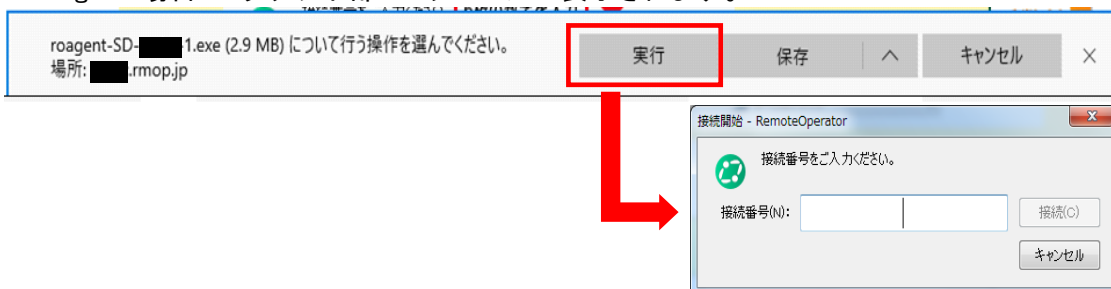 roagent-SD-1.exe (2.9 MB) について行う操作を選んでください。
場所: .rmop.jp
実行
保存
キャンセル
接続開始 - RemoteOperator
接続番号をご入力ください。
接続番号(N):
接続(C)
キャンセル